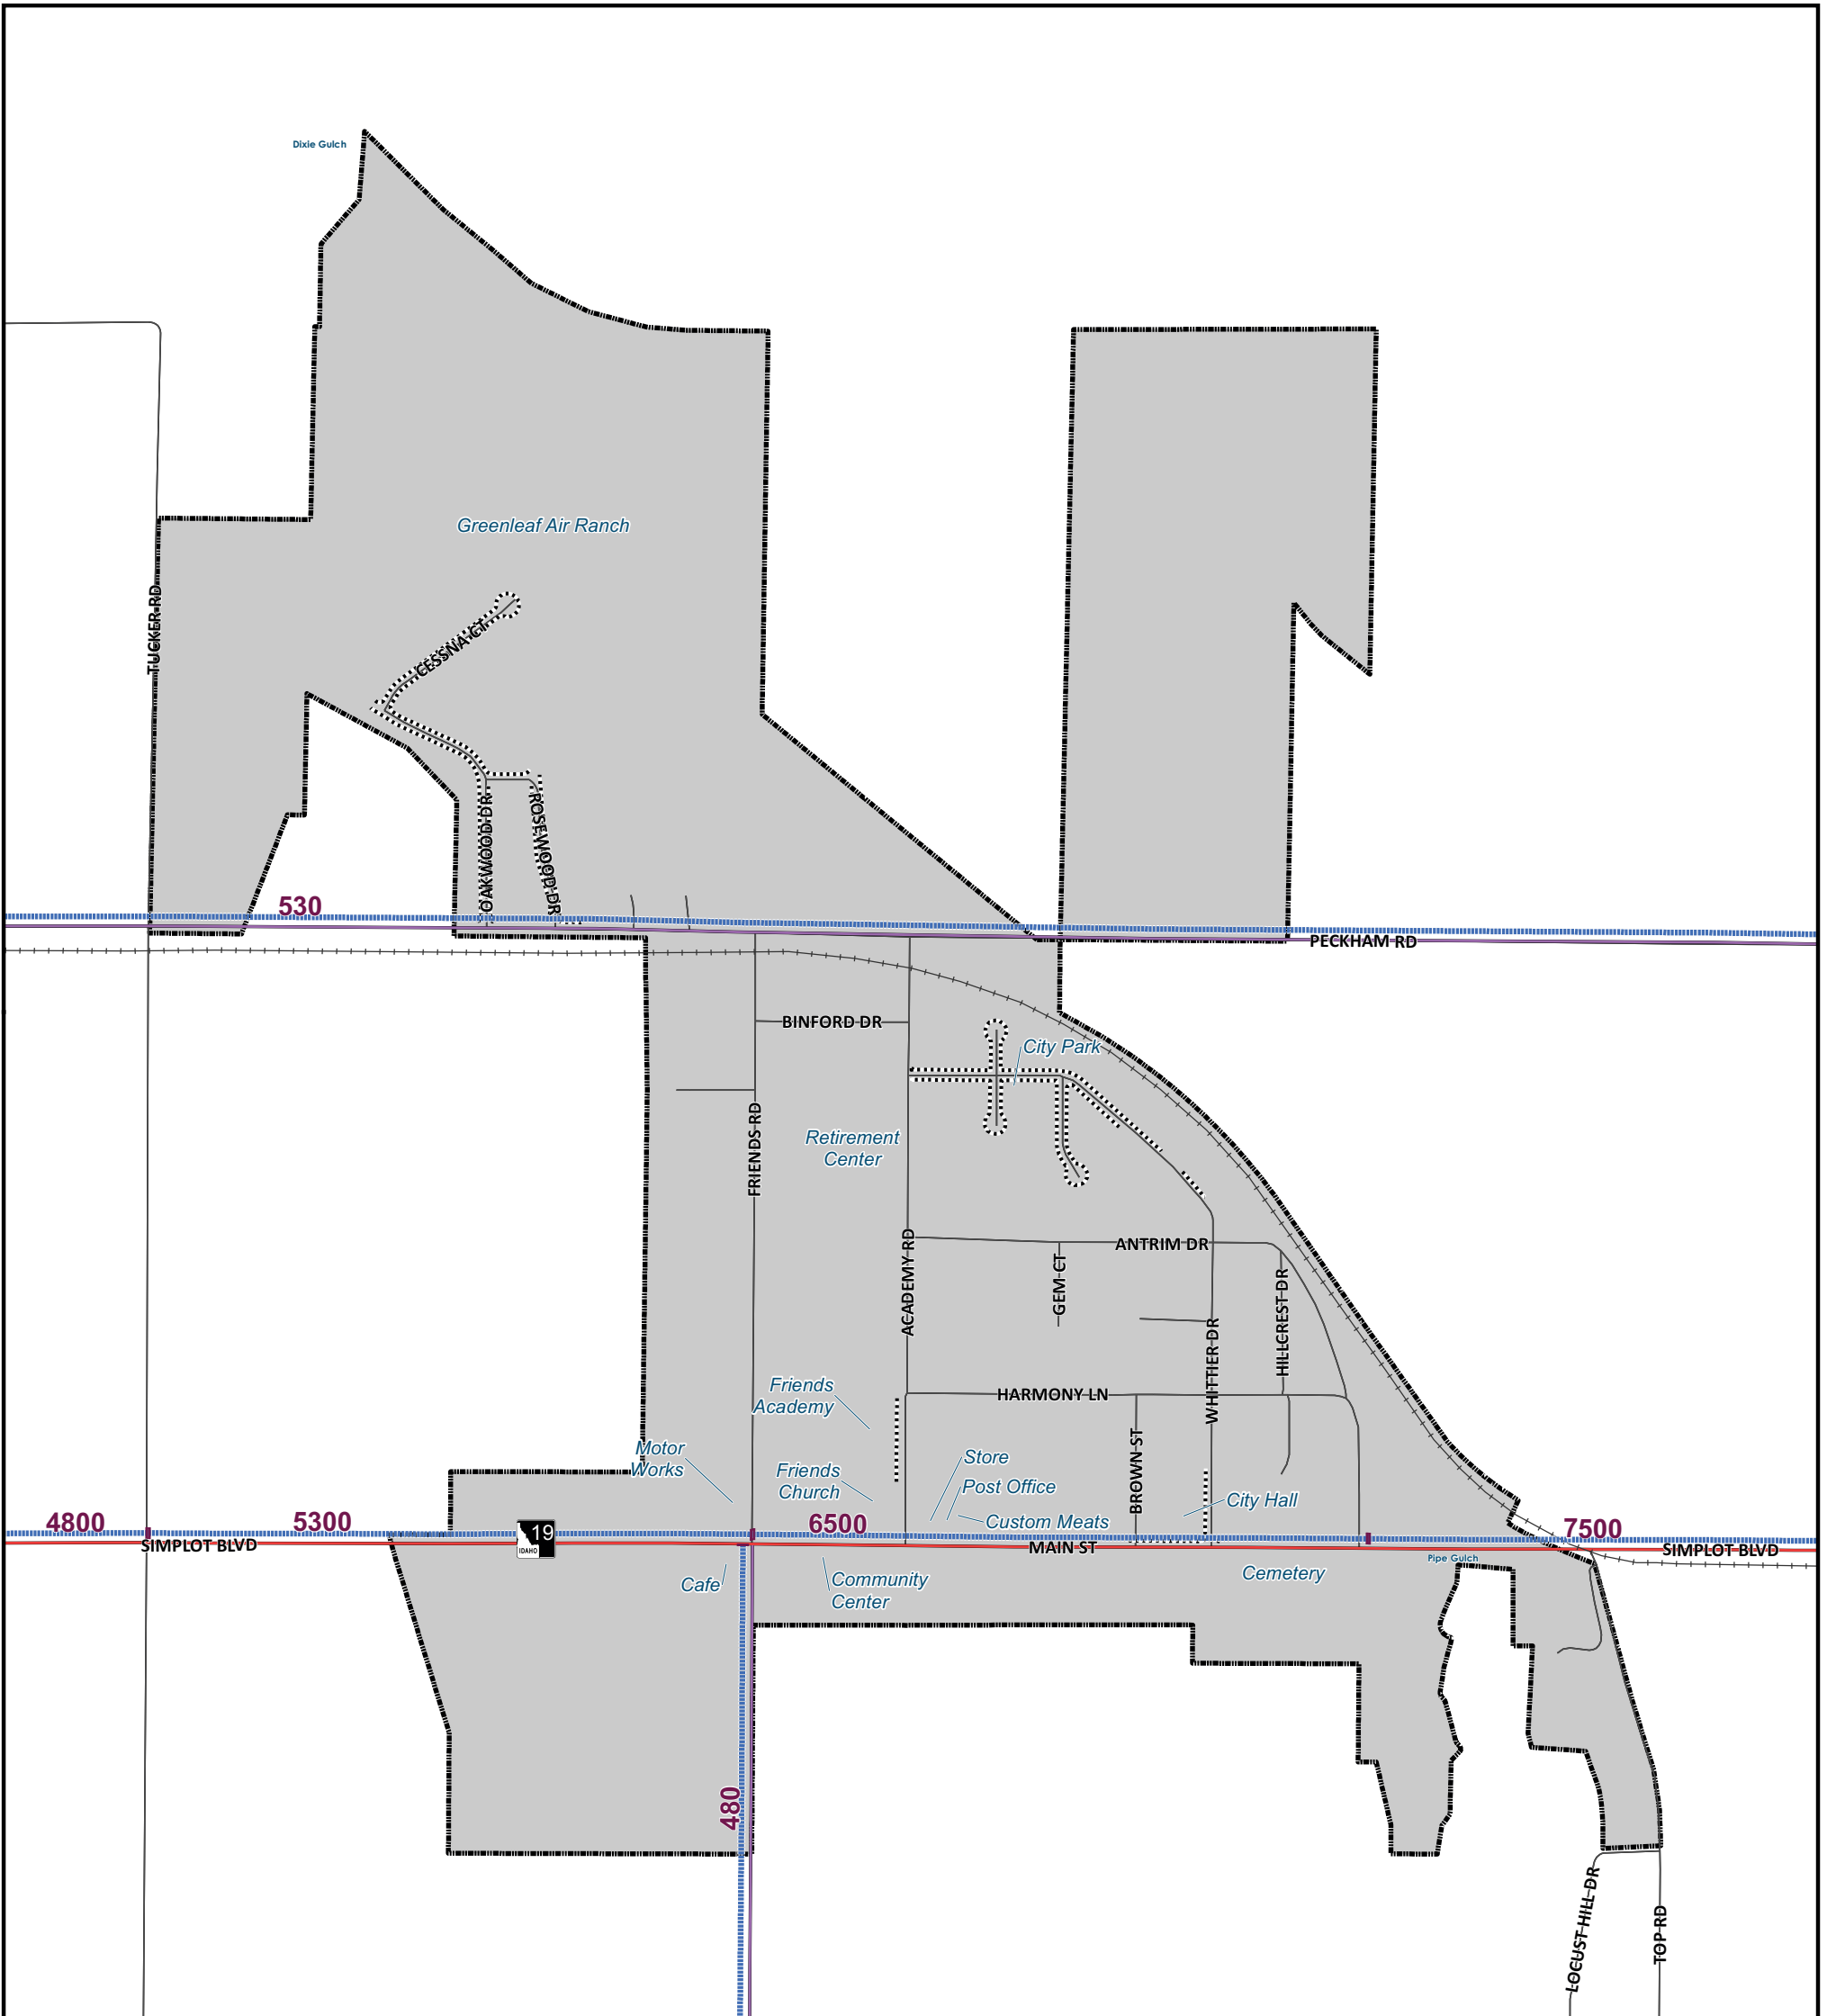 Dixie Gulch
Greenleaf Air Ranch
TUCKER RD
CESSNA CT
OAKWOOD DR
ROSEWOOD DR
530
PECKHAM RD
BINFORD DR
City Park
FRIENDS RD
Retirement
Center
ACADEMY RD
ANTRIM DR
GEM CT
HILLCREST DR
WHITTIER DR
Friends
Academy
HARMONY LN
BROWN ST
Motor
Works
Friends
Church
Store
Post Office
Custom Meats
City Hall
4800
5300
19
IDAHO
6500
7500
SIMPLOT BLVD
MAIN ST
SIMPLOT BLVD
Pipe Gulch
Cafe
Community
Center
Cemetery
480
LOCUST HILL DR
TOP RD